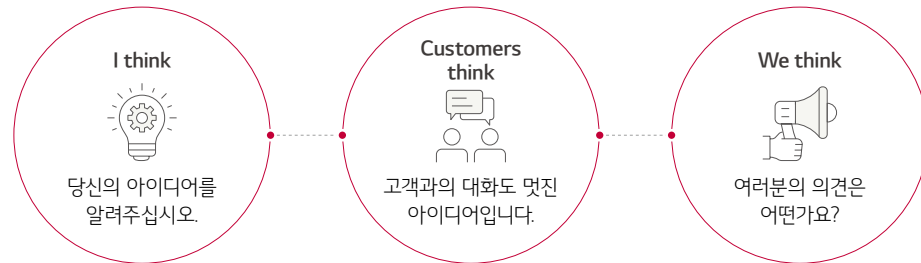 I think
당신의 아이디어를
알려주십시오.
Customers
think
고객과의 대화도 멋진
아이디어입니다.
We think
여러분의 의견은
어떤가요?